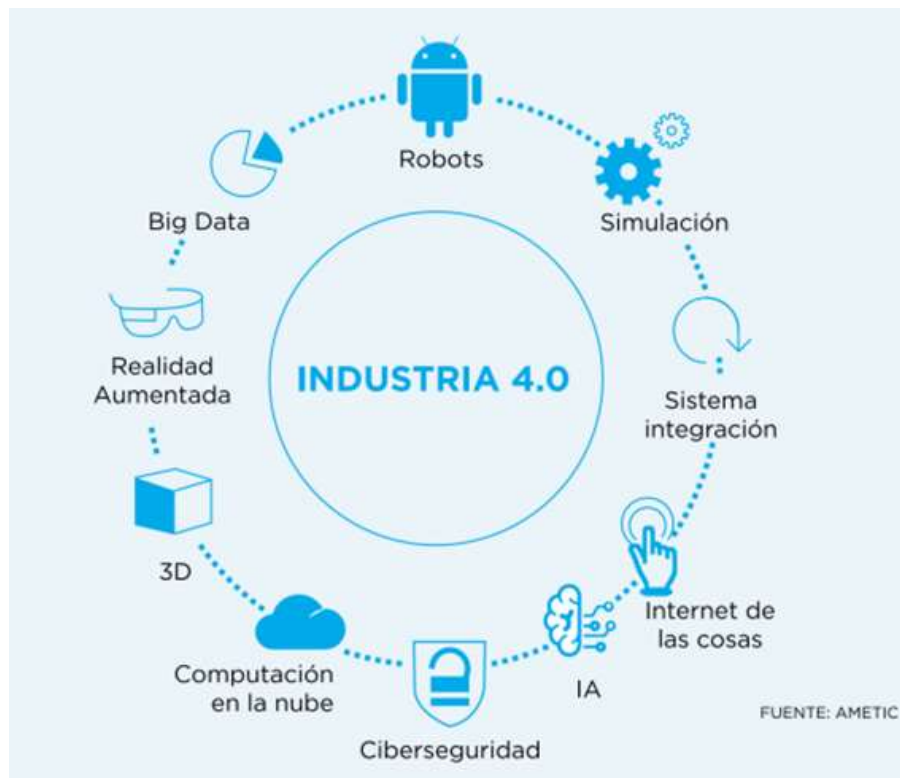 Robots
Simulación
Sistema
integración
Internet de
las cosas
IA
Ciberseguridad
Computación
en la nube
3D
Realidad
Aumentada
Big Data
INDUSTRIA 4.0
FUENTE: AMETIC